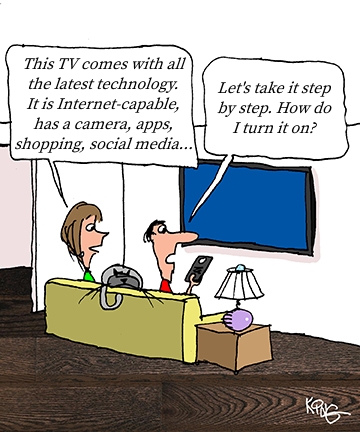 This TV comes with all
the latest technology.
It is Internet-capable,
has a camera, apps,
shopping, social media...
Let's take it step
by step. How do
I turn it on?